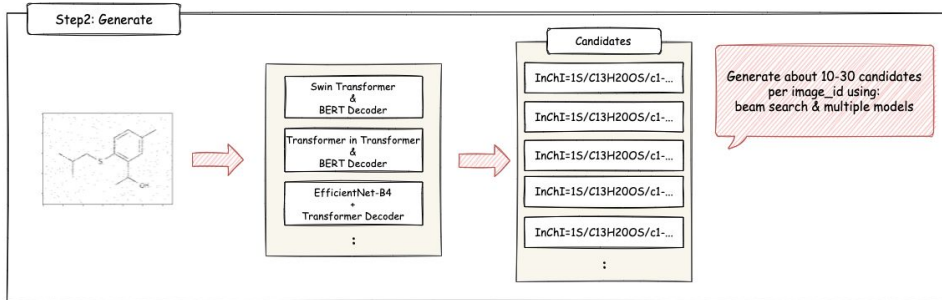 Step2: Generate
S
OH
Swin Transformer
&
BERT Decoder
Transformer in Transformer
&
BERT Decoder
EfficientNet-B4
+
Transformer Decoder
:
Candidates
InChI=1S/C13H20OS/c1-...
InChI=1S/C13H20OS/c1-...
InChI=1S/C13H20OS/c1-...
InChI=1S/C13H20OS/c1-...
InChI=1S/C13H20OS/c1-...
:
Generate about 10-30 candidates
per image_id using:
beam search & multiple models